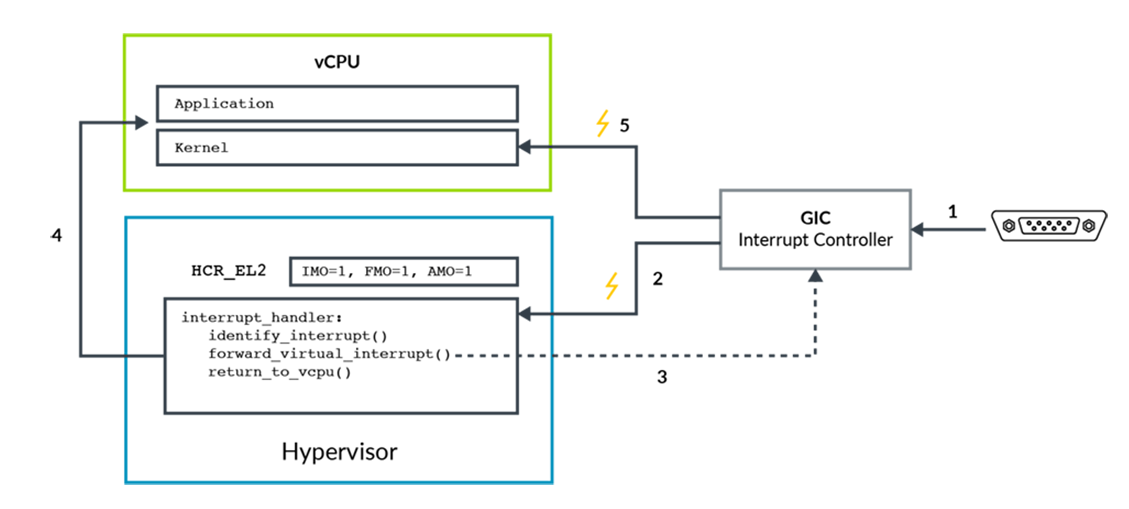 vCPU
Application
Kernel
5
4
GIC
Interrupt Controller
1
HCR_EL2
IMO=1, FMO=1, AMO=1
2
interrupt_handler:
identify_interrupt()
forward_virtual_interrupt()
return_to_vcpu()
3
Hypervisor